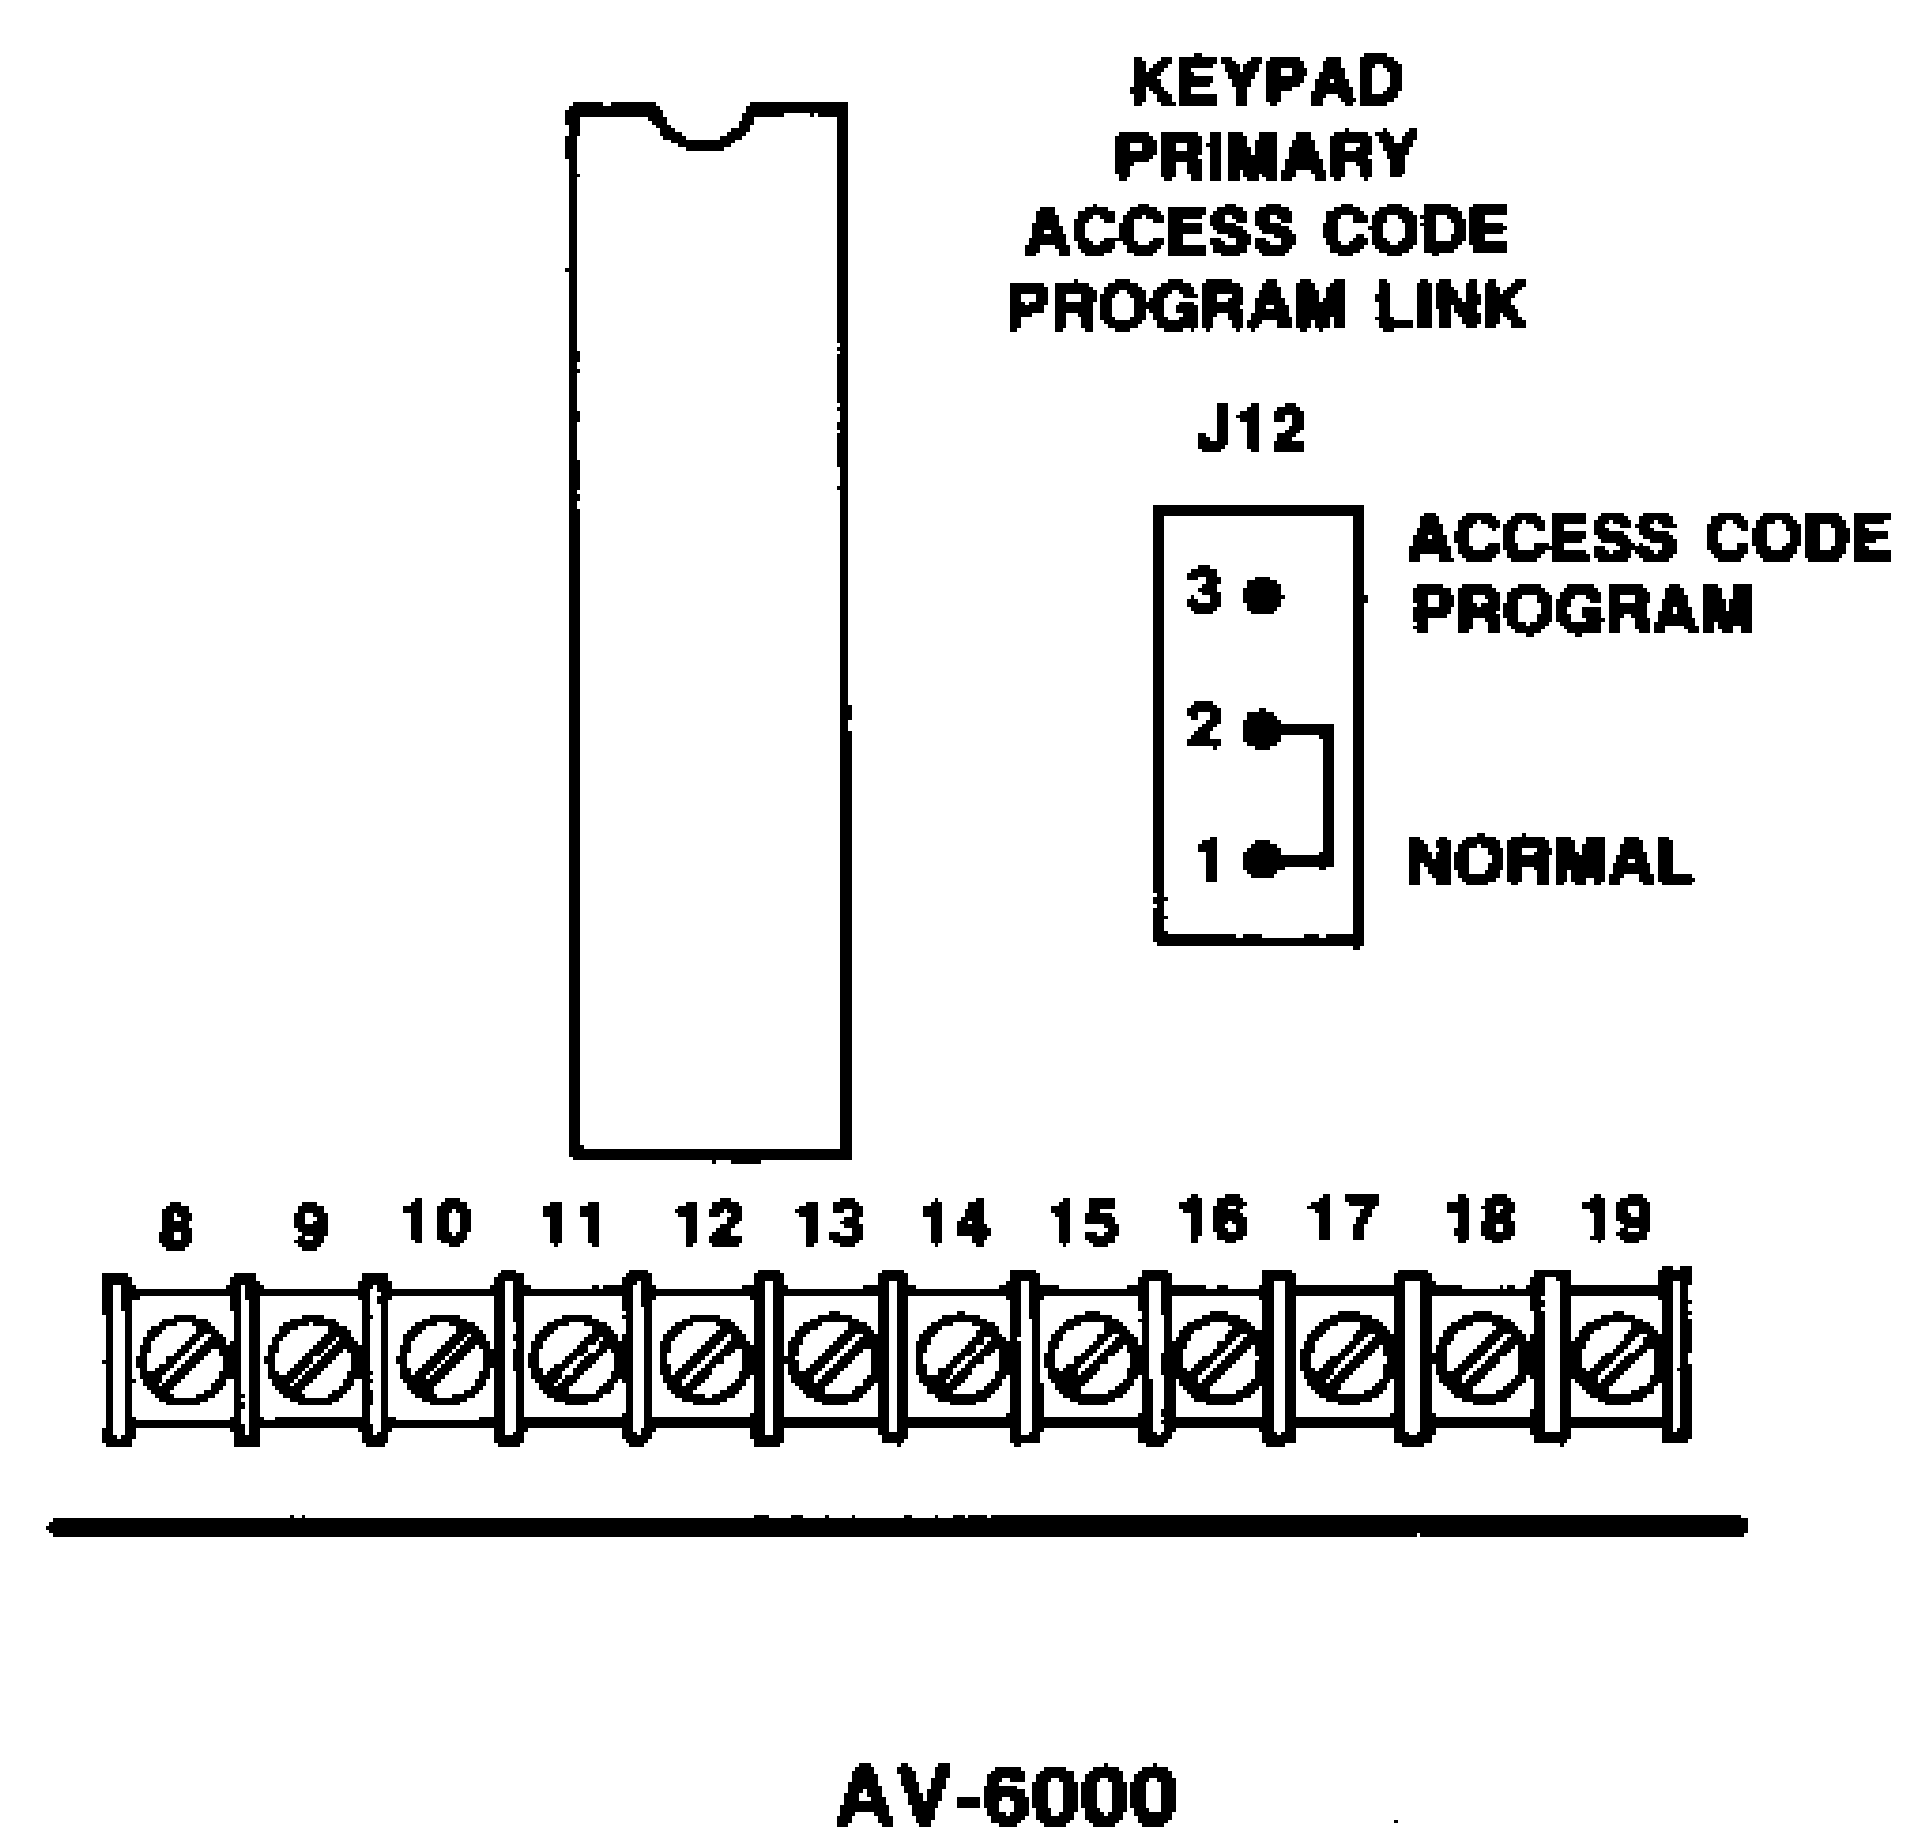 KEYPAD
PRIMARY
ACCESS CODE
PROGRAM LINK
J12
3 ACCESS CODE
PROGRAM
2
1 NORMAL
8 9 10 11 12 13 14 15 16 17 18 19
AV-6000